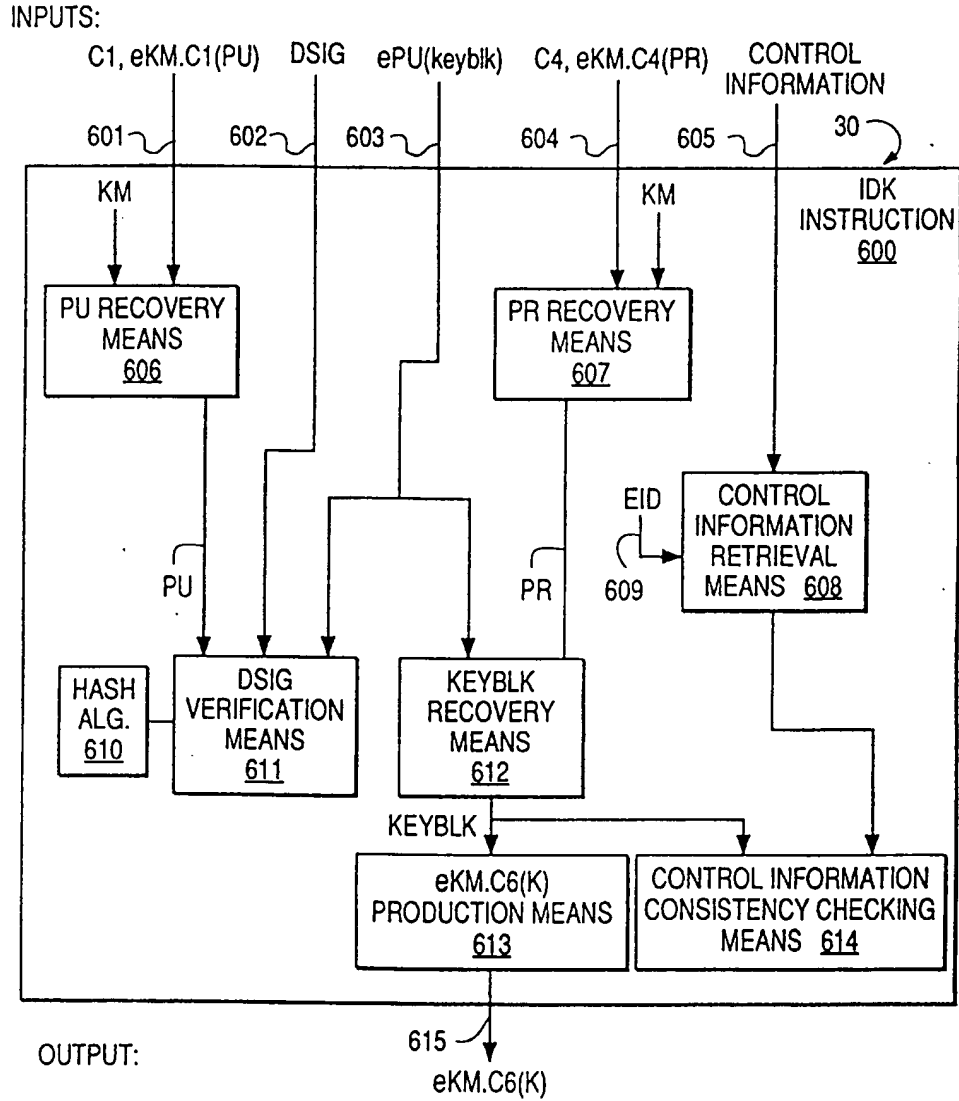 INPUTS:
C1, eKM.C1(PU)
DSIG
ePU(keyblk)
C4, eKM.C4(PR)
CONTROL
INFORMATION
601
602
603
604
605
30
KM
KM
IDK
INSTRUCTION
600
PU RECOVERY
MEANS
606
PR RECOVERY
MEANS
607
EID
609
CONTROL
INFORMATION
RETRIEVAL
MEANS 608
PU
PR
HASH
ALG.
610
DSIG
VERIFICATION
MEANS
611
KEYBLK
RECOVERY
MEANS
612
KEYBLK
eKM.C6(K)
PRODUCTION MEANS
613
CONTROL INFORMATION
CONSISTENCY CHECKING
MEANS 614
615
OUTPUT:
eKM.C6(K)